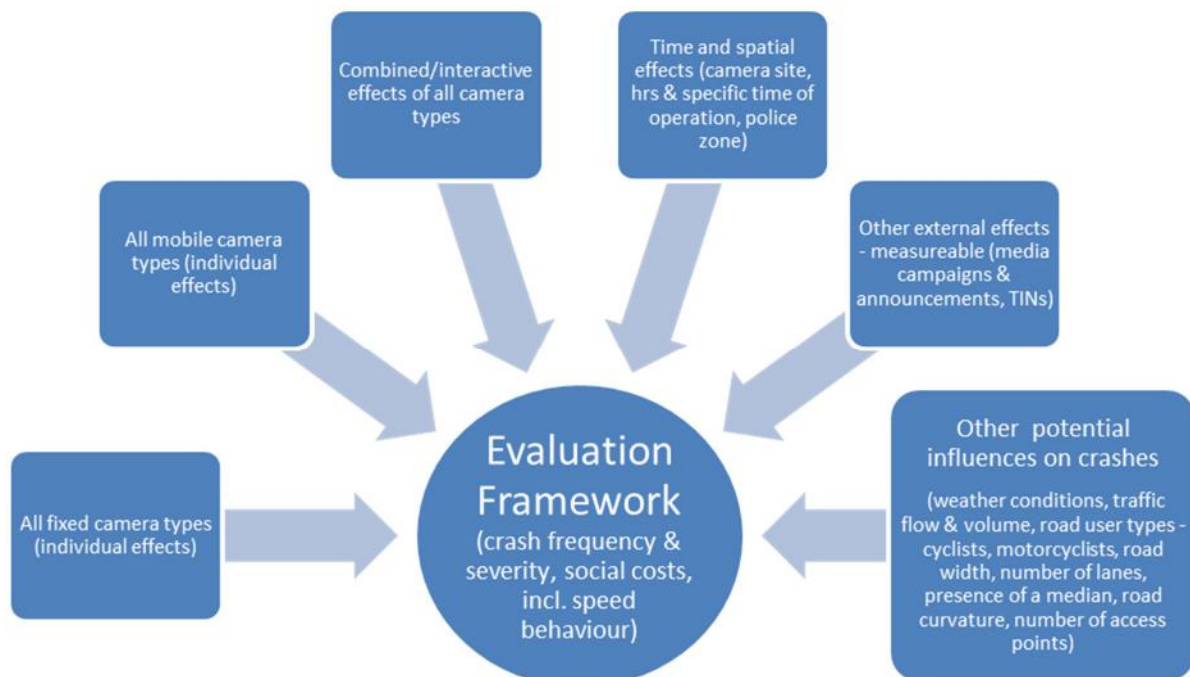 Combined/interactive
effects of all camera
types
Time and spatial
effects (camera site,
hrs & specific time of
operation, police
zone)
All mobile camera
types (individual
effects)
Other external effects
- measureable (media
campaigns &
announcements, TINs)
All fixed camera types
(individual effects)
Evaluation
Framework
(crash frequency &
severity, social costs,
incl. speed
behaviour)
Other potential
influences on crashes
(weather conditions, traffic
flow & volume, road user types -
cyclists, motorcyclists, road
width, number of lanes,
presence of a median, road
curvature, number of access
points)